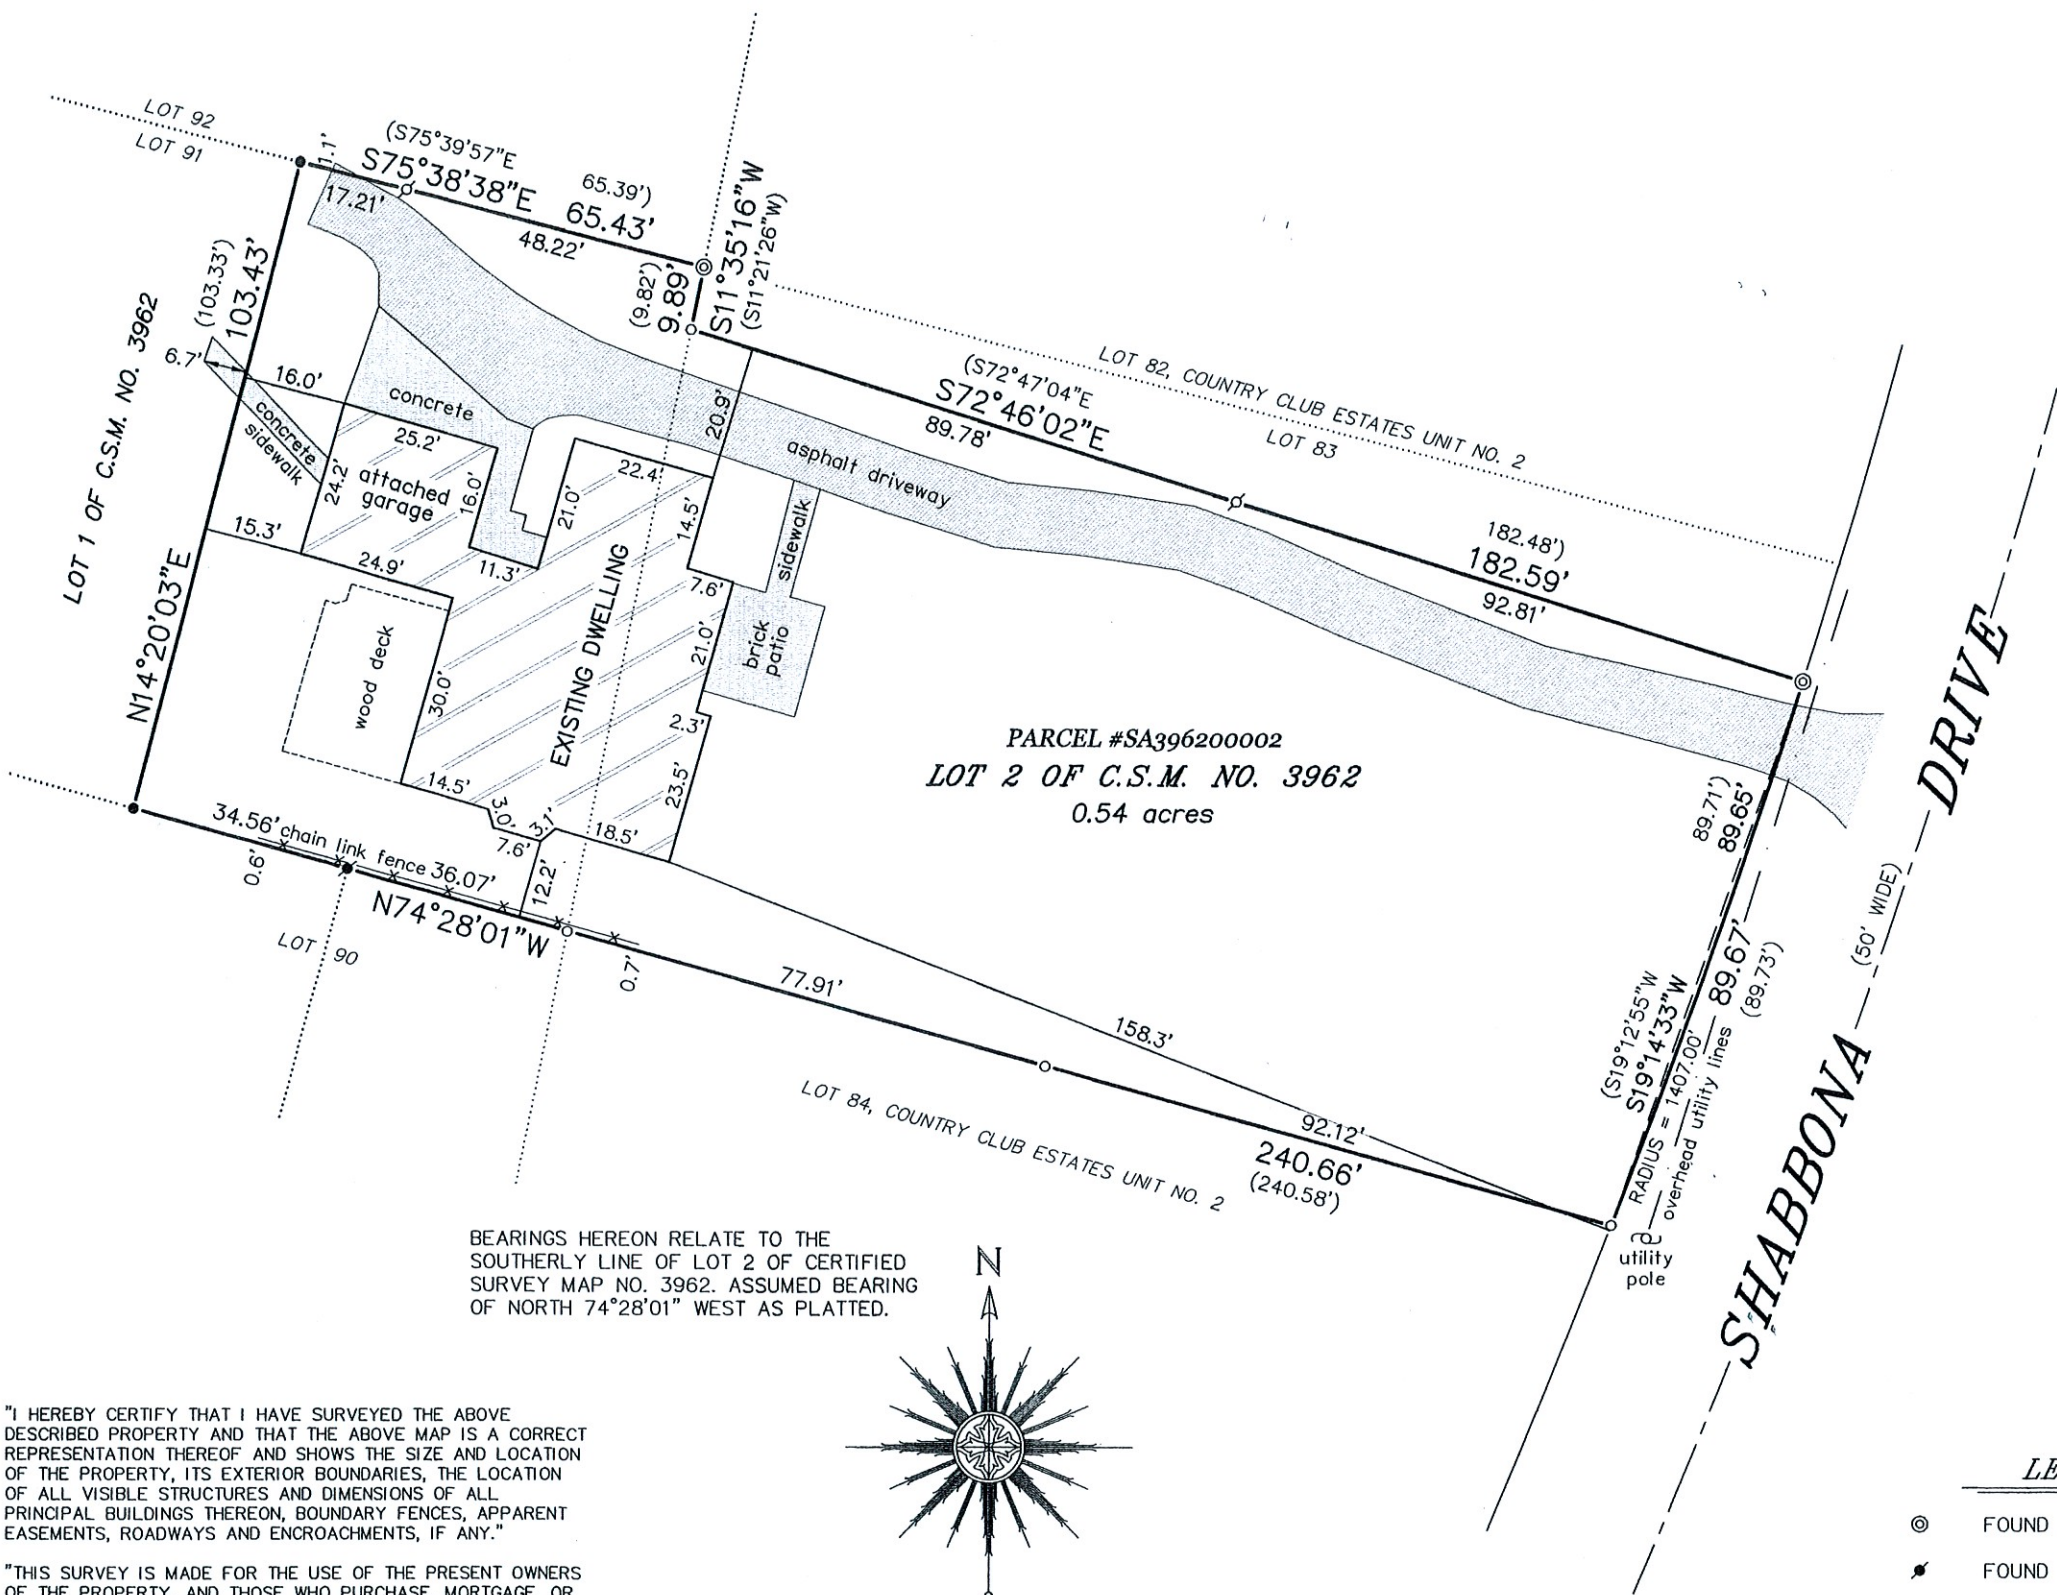 LOT 92
LOT 91
1.1'
(S75°39'57"E
65.39')
S75°38'38"E 65.43'
17.21'
48.22'
S11°35'16"W
(S11°21'26"W)
9.89'
(9.82')
LOT 1 OF C.S.M. NO. 3962
(103.33')
103.43'
N14°20'03"E
6.7'
16.0'
concrete
concrete
sidewalk
25.2'
24.2'
attached
garage
16.0'
21.0'
22.4'
20.9'
14.5'
15.3'
24.9'
11.3'
7.6'
asphalt driveway
sidewalk
(S72°47'04"E
182.48')
S72°46'02"E
182.59'
89.78'
92.81'
LOT 82, COUNTRY CLUB ESTATES UNIT NO. 2
LOT 83
EXISTING DWELLING
wood deck
30.0'
21.0'
brick
patio
2.3'
23.5'
14.5'
3.0'
7.6'
3.1'
18.5'
12.2'
PARCEL #SA396200002
LOT 2 OF C.S.M. NO. 3962
0.54 acres
89.71')
89.65'
(S19°12'55"W
S19°14'33"W
RADIUS = 1407.00'
89.67'
(89.73')
overhead utility lines
(50' WIDE)
SHABBONA DRIVE
34.56'
chain link fence
36.07'
0.6'
N74°28'01"W
LOT 90
0.7'
77.91'
158.3'
92.12'
240.66'
(240.58')
LOT 84, COUNTRY CLUB ESTATES UNIT NO. 2
utility
pole
BEARINGS HEREON RELATE TO THE
SOUTHERLY LINE OF LOT 2 OF CERTIFIED
SURVEY MAP NO. 3962. ASSUMED BEARING
OF NORTH 74°28'01" WEST AS PLATTED.
N
"I HEREBY CERTIFY THAT I HAVE SURVEYED THE ABOVE
DESCRIBED PROPERTY AND THAT THE ABOVE MAP IS A CORRECT
REPRESENTATION THEREOF AND SHOWS THE SIZE AND LOCATION
OF THE PROPERTY, ITS EXTERIOR BOUNDARIES, THE LOCATION
OF ALL VISIBLE STRUCTURES AND DIMENSIONS OF ALL
PRINCIPAL BUILDINGS THEREON, BOUNDARY FENCES, APPARENT
EASEMENTS, ROADWAYS AND ENCROACHMENTS, IF ANY."
"THIS SURVEY IS MADE FOR THE USE OF THE PRESENT OWNERS
OF THE PROPERTY, AND THOSE WHO PURCHASE, MORTGAGE, OR
LE
FOUND
FOUND